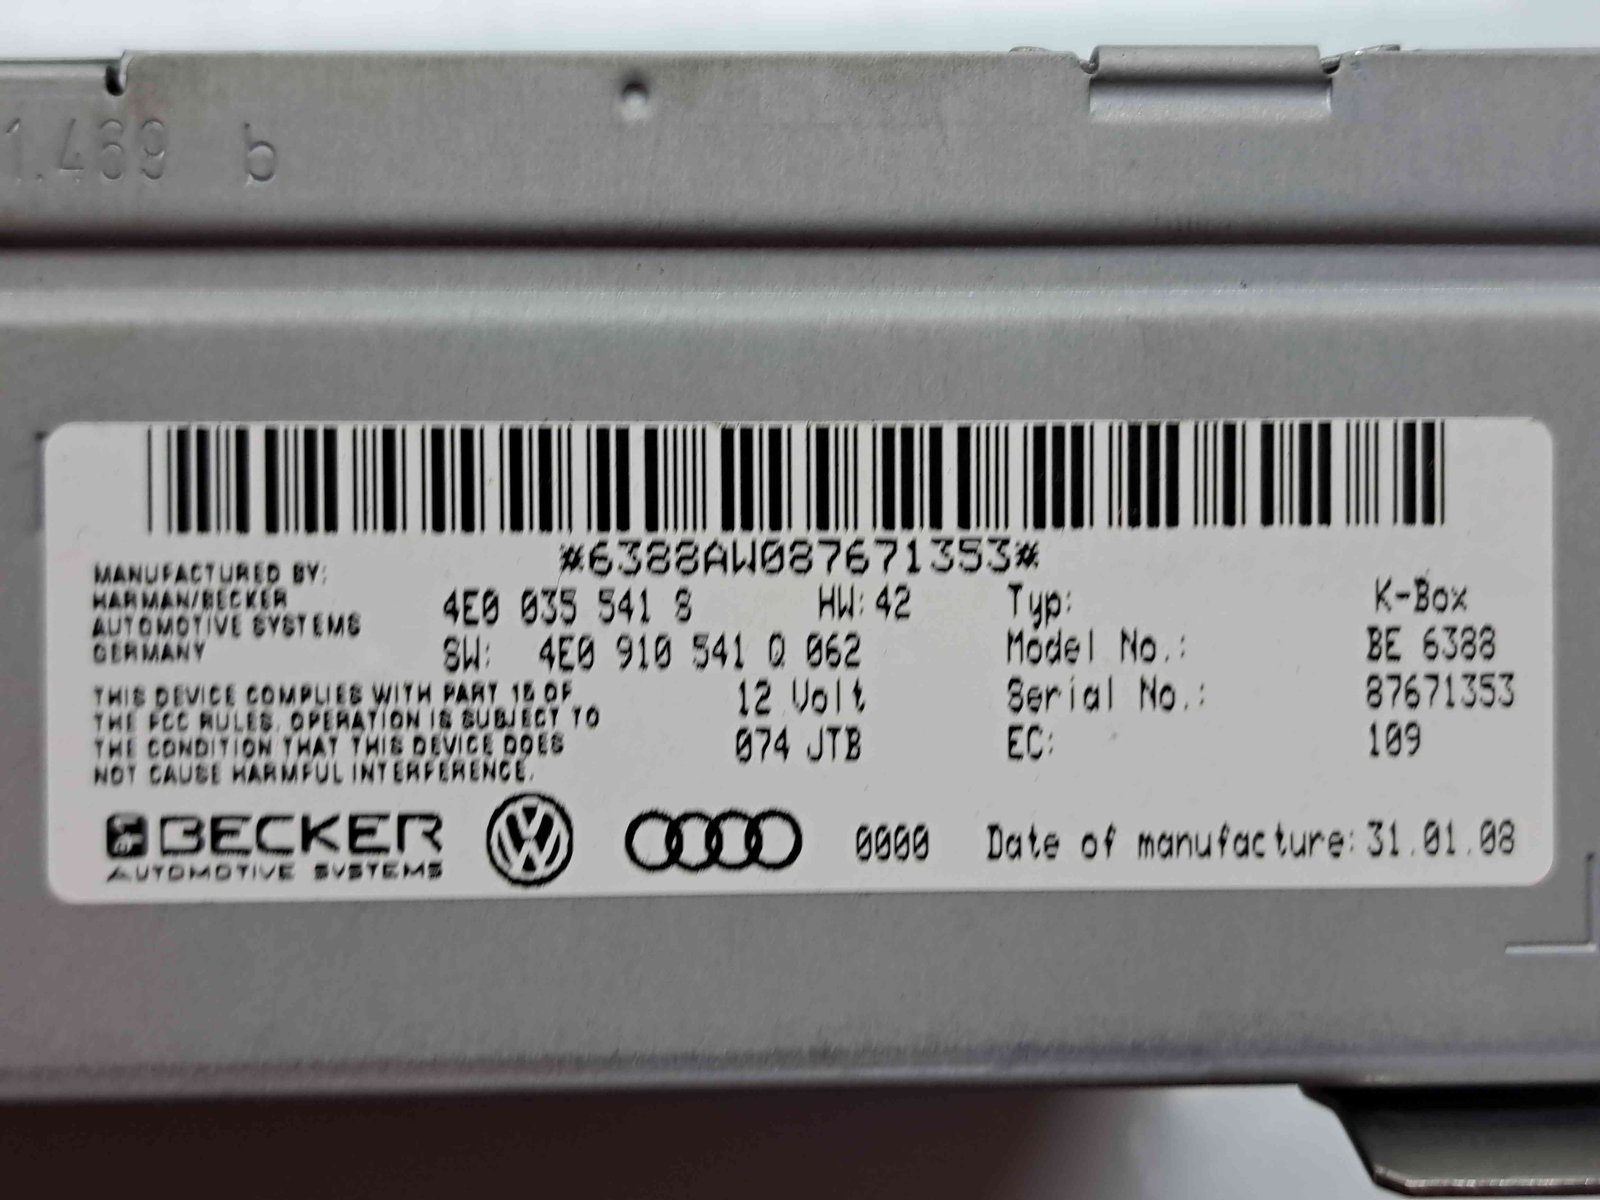 1.469 b
*6388AW087671353*
MANUFACTURED BY:
HARMAN/BECKER
AUTOMOTIVE SYSTEMS
GERMANY
4E0 035 541 S HW: 42
SW: 4E0 910 541 Q 062
12 Volt
074 JTB
Typ: K-Box
Model No.: BE 6388
Serial No.: 87671353
EC: 109
THIS DEVICE COMPLIES WITH PART 15 OF
THE FCC RULES. OPERATION IS SUBJECT TO
THE CONDITION THAT THIS DEVICE DOES
NOT CAUSE HARMFUL INTERFERENCE.
BECKER
AUTOMOTIVE SYSTEMS
0000 Date of manufacture: 31.01.08